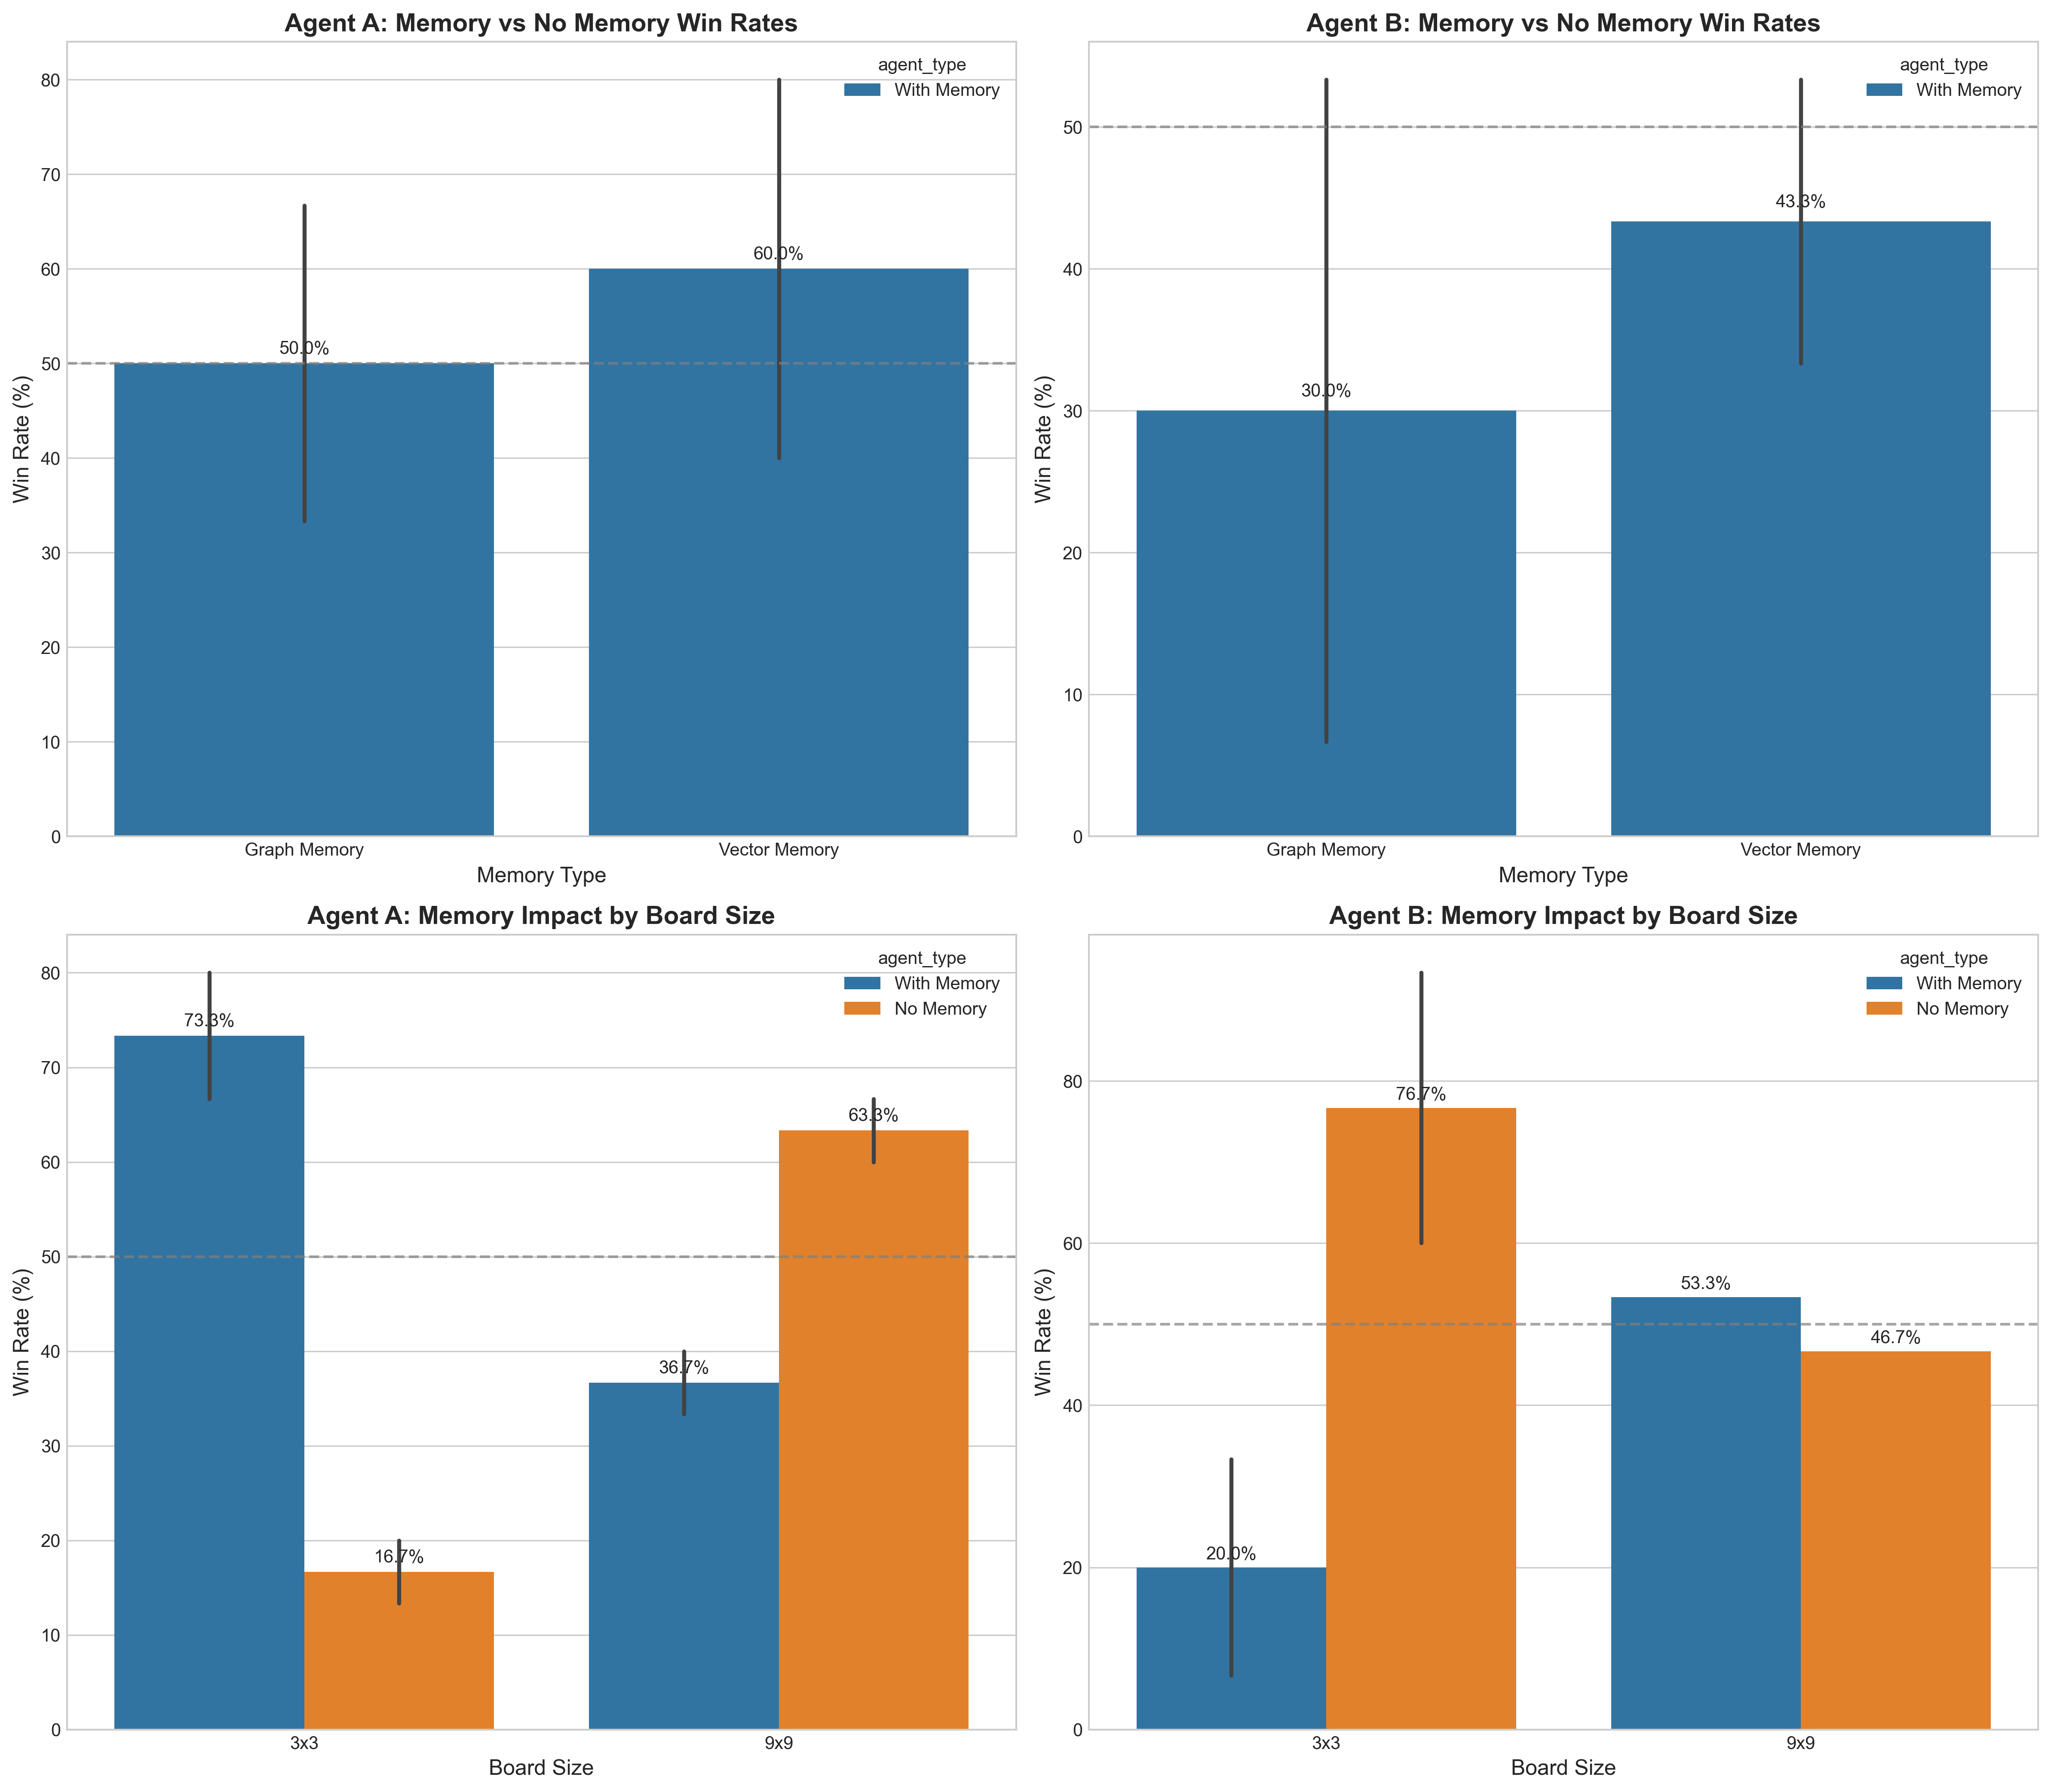 Agent A: Memory vs No Memory Win Rates
agent_type
With Memory
80
70
60
50
40
30
20
10
0
50.0%
60.0%
Win Rate (%)
Graph Memory
Vector Memory
Memory Type
Agent B: Memory vs No Memory Win Rates
agent_type
With Memory
50
40
30
20
10
0
30.0%
43.3%
Win Rate (%)
Graph Memory
Vector Memory
Memory Type
Agent A: Memory Impact by Board Size
agent_type
With Memory
No Memory
80
70
60
50
40
30
20
10
0
73.3%
16.7%
36.7%
63.3%
Win Rate (%)
3x3
9x9
Board Size
Agent B: Memory Impact by Board Size
agent_type
With Memory
No Memory
80
60
40
20
0
20.0%
76.7%
53.3%
46.7%
Win Rate (%)
3x3
9x9
Board Size